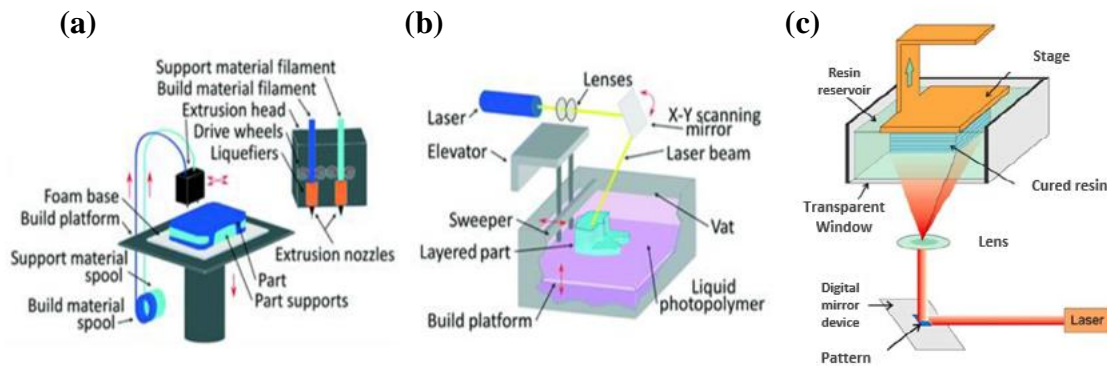 (a)
Support material filament
Build material filament
Extrusion head
Drive wheels
Liquefiers
Foam base
Build platform
Support material
spool
Build material
spool
Extrusion nozzles
Part
Part supports
(b)
Lenses
Laser
X-Y scanning
mirror
Elevator
Laser beam
Sweeper
Vat
Layered part
Liquid
photopolymer
Build platform
(c)
Stage
Resin
reservoir
Cured resin
Transparent
Window
Lens
Digital
mirror
device
Laser
Pattern